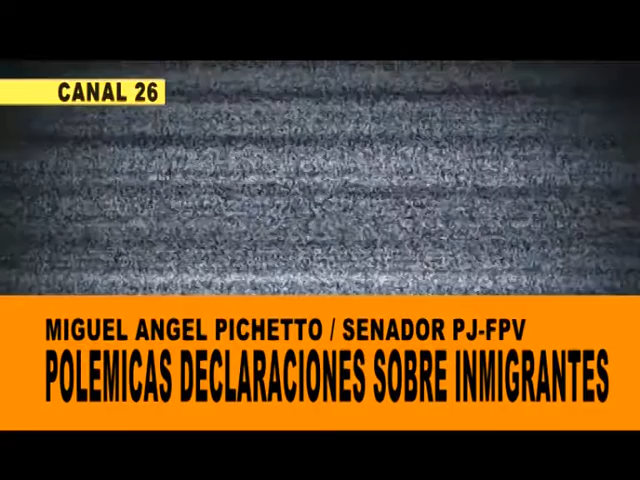 CANAL 26
MIGUEL ANGEL PICHETTO / SENADOR PJ-FPV
POLEMICAS DECLARACIONES SOBRE INMIGRANTES